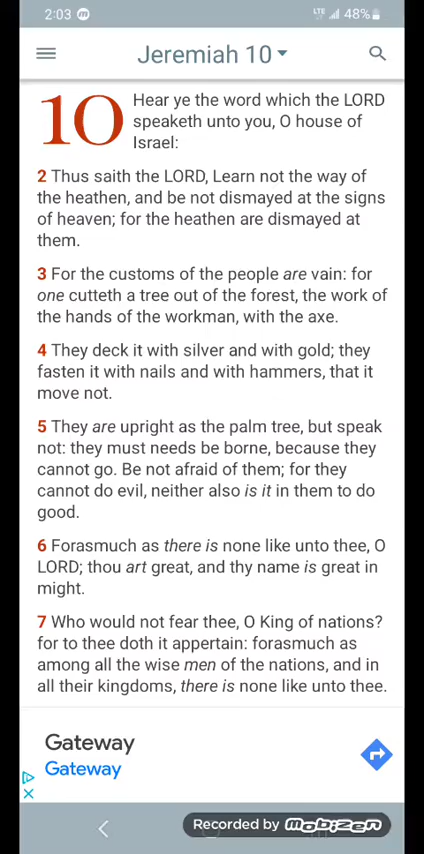 2:03 LTE 48%
Jeremiah 10
10 Hear ye the word which the LORD
speaketh unto you, O house of
Israel:
2 Thus saith the LORD, Learn not the way of
the heathen, and be not dismayed at the signs
of heaven; for the heathen are dismayed at
them.
3 For the customs of the people are vain: for
one cutteth a tree out of the forest, the work of
the hands of the workman, with the axe.
4 They deck it with silver and with gold; they
fasten it with nails and with hammers, that it
move not.
5 They are upright as the palm tree, but speak
not: they must needs be borne, because they
cannot go. Be not afraid of them; for they
cannot do evil, neither also is it in them to do
good.
6 Forasmuch as there is none like unto thee, O
LORD; thou art great, and thy name is great in
might.
7 Who would not fear thee, O King of nations?
for to thee doth it appertain: forasmuch as
among all the wise men of the nations, and in
all their kingdoms, there is none like unto thee.
Gateway
Gateway
Recorded by mobizen